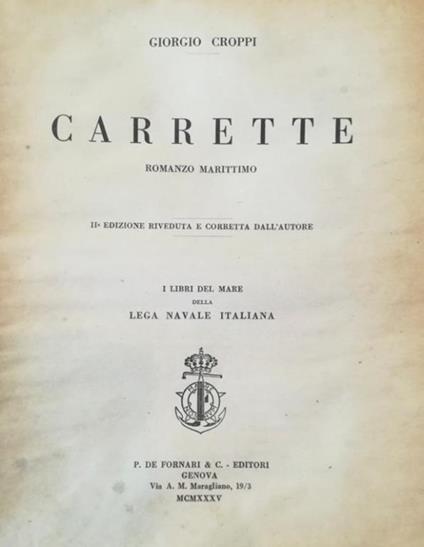 GIORGIO CROPPI
CARRETTE
ROMANZO MARITTIMO
IIª EDIZIONE RIVEDUTA E CORRETTA DALL'AUTORE
I LIBRI DEL MARE
DELLA
LEGA NAVALE ITALIANA
P. DE FORNARI & C. - EDITORI
GENOVA
Via A. M. Maragliano, 19/3
MCMXXXV